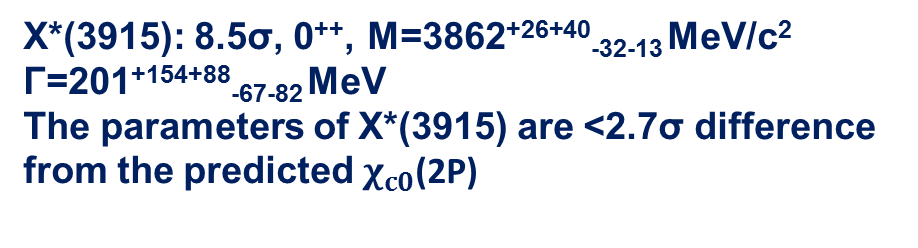 X*(3915): 8.5σ, 0⁺⁺, M=3862⁺²⁶⁺⁴⁰₋₃₂₋₁₃ MeV/c²
Γ=201⁺¹⁵⁴⁺⁸⁸₋₆₇₋₈₂ MeV
The parameters of X*(3915) are <2.7σ difference
from the predicted χ_c0(2P)